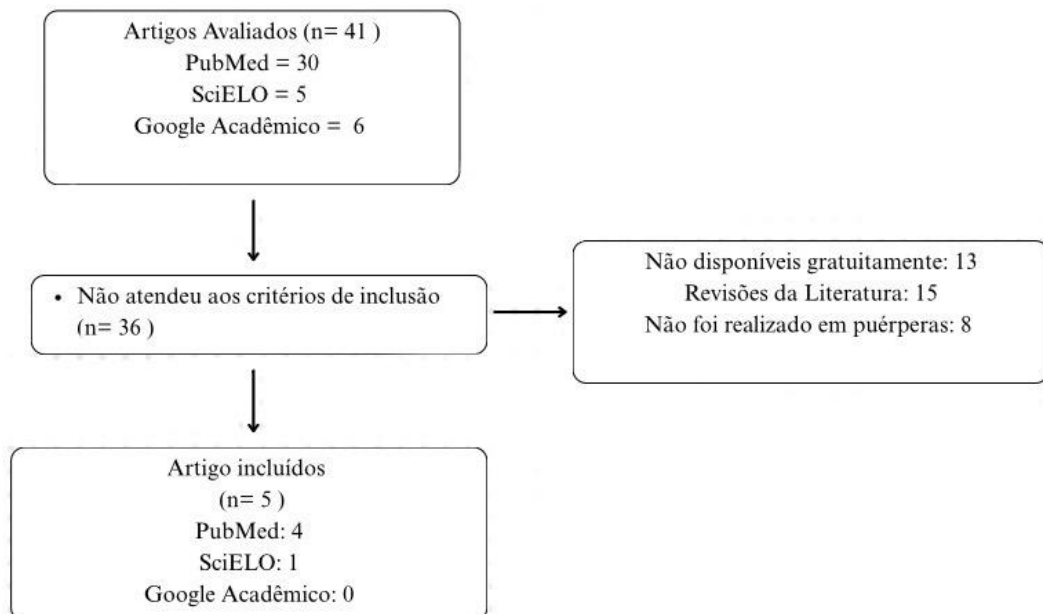 Artigos Avaliados (n= 41 )
PubMed = 30
SciELO = 5
Google Acadêmico = 6
• Não atendeu aos critérios de inclusão
(n= 36 )
Não disponíveis gratuitamente: 13
Revisões da Literatura: 15
Não foi realizado em puérperas: 8
Artigo incluídos
(n= 5 )
PubMed: 4
SciELO: 1
Google Acadêmico: 0